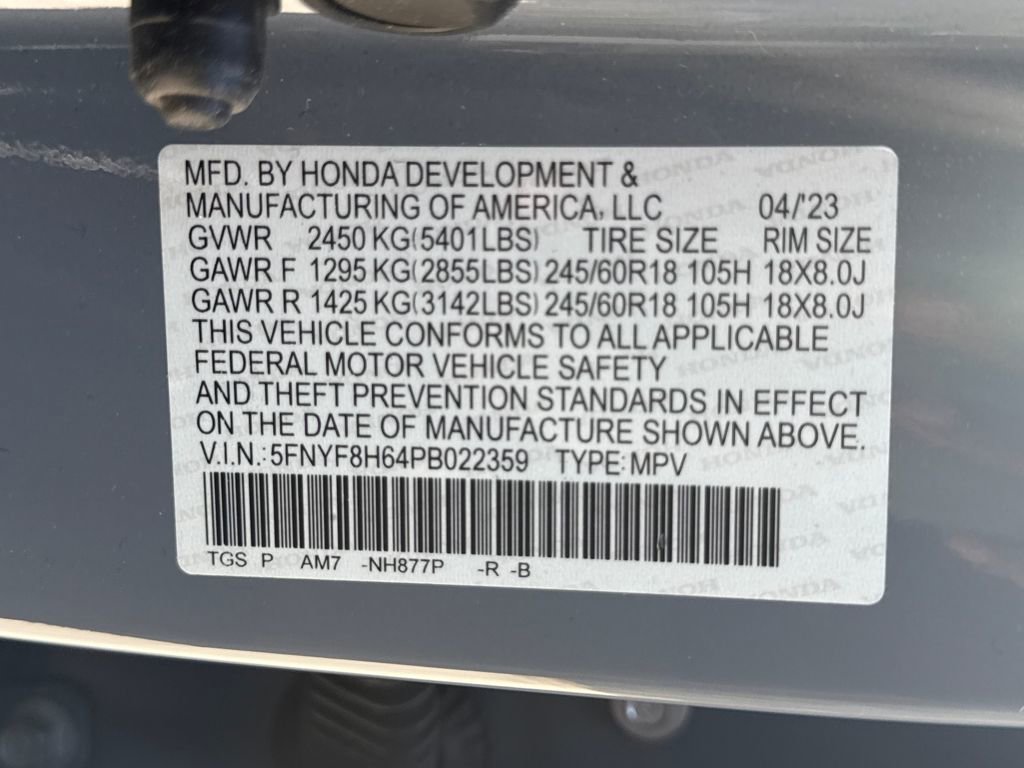 MFD. BY HONDA DEVELOPMENT &
MANUFACTURING OF AMERICA, LLC 04/'23
GVWR 2450 KG(5401LBS) TIRE SIZE RIM SIZE
GAWR F 1295 KG(2855LBS) 245/60R18 105H 18X8.0J
GAWR R 1425 KG(3142LBS) 245/60R18 105H 18X8.0J
THIS VEHICLE CONFORMS TO ALL APPLICABLE
FEDERAL MOTOR VEHICLE SAFETY
AND THEFT PREVENTION STANDARDS IN EFFECT
ON THE DATE OF MANUFACTURE SHOWN ABOVE.
V.I.N.: 5FNYF8H64PB022359 TYPE: MPV
TGS P AM7 -NH877P -R -B